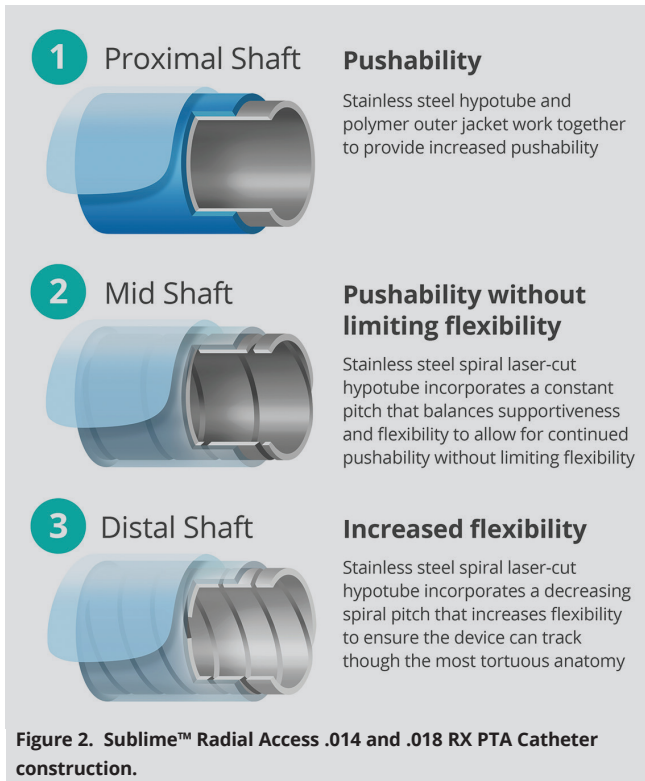 1 Proximal Shaft
Pushability
Stainless steel hypotube and
polymer outer jacket work together
to provide increased pushability
2 Mid Shaft
Pushability without
limiting flexibility
Stainless steel spiral laser-cut
hypotube incorporates a constant
pitch that balances supportiveness
and flexibility to allow for continued
pushability without limiting flexibility
3 Distal Shaft
Increased flexibility
Stainless steel spiral laser-cut
hypotube incorporates a decreasing
spiral pitch that increases flexibility
to ensure the device can track
though the most tortuous anatomy
Figure 2. Sublime™ Radial Access .014 and .018 RX PTA Catheter
construction.